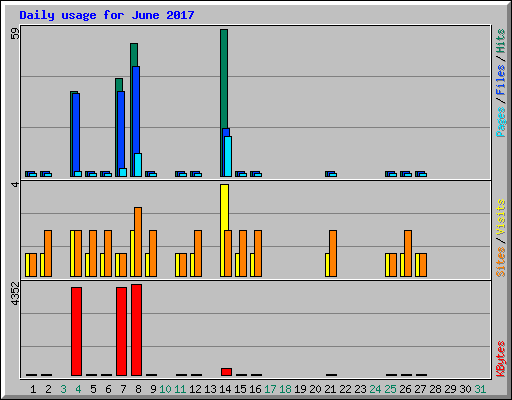 Daily usage for June 2017
59
4
4352
Pages / Files / Hits
Sites / Visits
KBytes
1 2 3 4 5 6 7 8 9 10 11 12 13 14 15 16 17 18 19 20 21 22 23 24 25 26 27 28 29 30 31